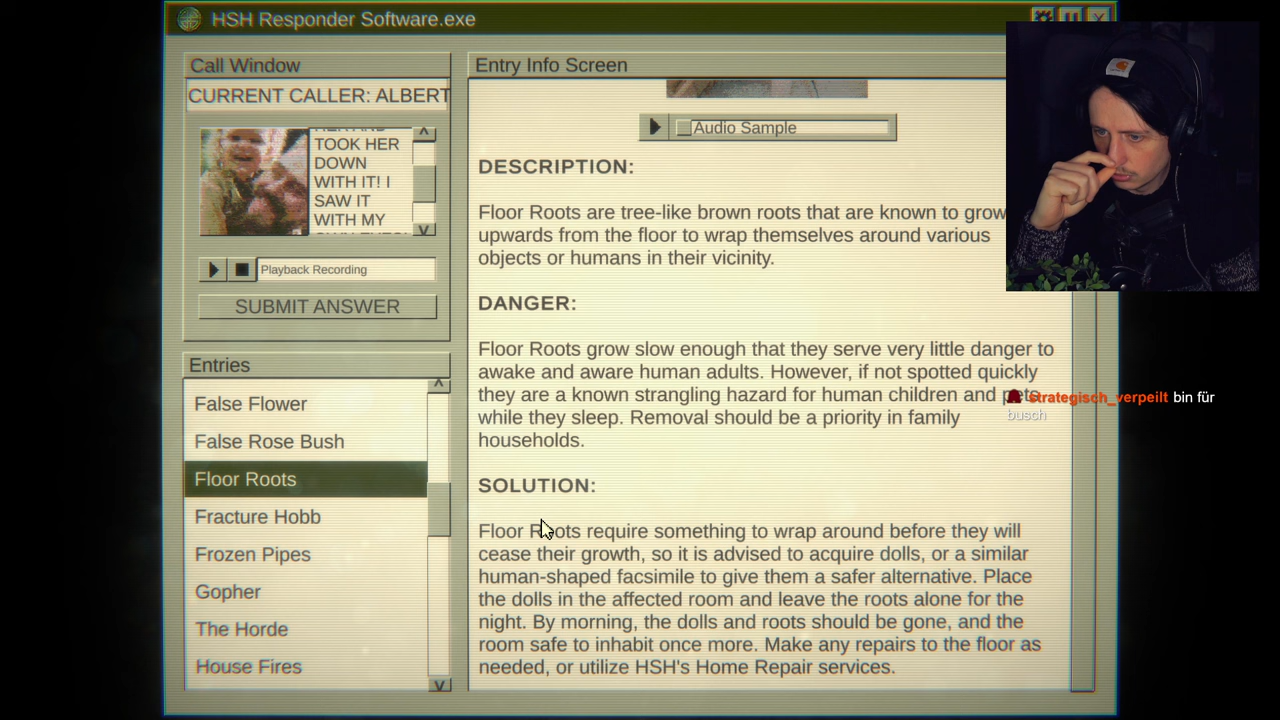 HSH Responder Software.exe
Call Window
CURRENT CALLER: ALBERT
TOOK HER
DOWN
WITH IT! I
SAW IT
WITH MY
Playback Recording
SUBMIT ANSWER
Entries
False Flower
False Rose Bush
Floor Roots
Fracture Hobb
Frozen Pipes
Gopher
The Horde
House Fires
Entry Info Screen
Audio Sample
DESCRIPTION:
Floor Roots are tree-like brown roots that are known to grow
upwards from the floor to wrap themselves around various
objects or humans in their vicinity.
DANGER:
Floor Roots grow slow enough that they serve very little danger to
awake and aware human adults. However, if not spotted quickly
they are a known strangling hazard for human children and pets
while they sleep. Removal should be a priority in family
households.
SOLUTION:
Floor Roots require something to wrap around before they will
cease their growth, so it is advised to acquire dolls, or a similar
human-shaped facsimile to give them a safer alternative. Place
the dolls in the affected room and leave the roots alone for the
night. By morning, the dolls and roots should be gone, and the
room safe to inhabit once more. Make any repairs to the floor as
needed, or utilize HSH's Home Repair services.
strategisch_verpeilt bin für
busch